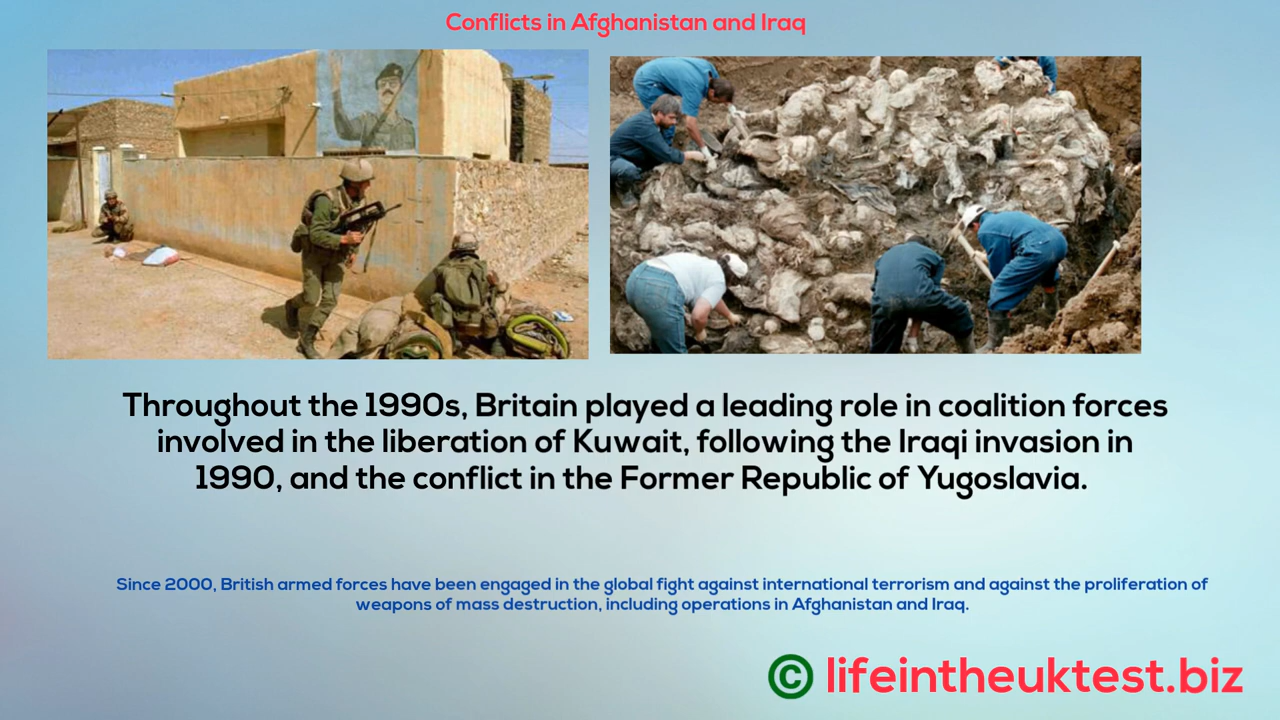 Conflicts in Afghanistan and Iraq
Throughout the 1990s, Britain played a leading role in coalition forces
involved in the liberation of Kuwait, following the Iraqi invasion in
1990, and the conflict in the Former Republic of Yugoslavia.
Since 2000, British armed forces have been engaged in the global fight against international terrorism and against the proliferation of
weapons of mass destruction, including operations in Afghanistan and Iraq.
© lifeintheuktest.biz